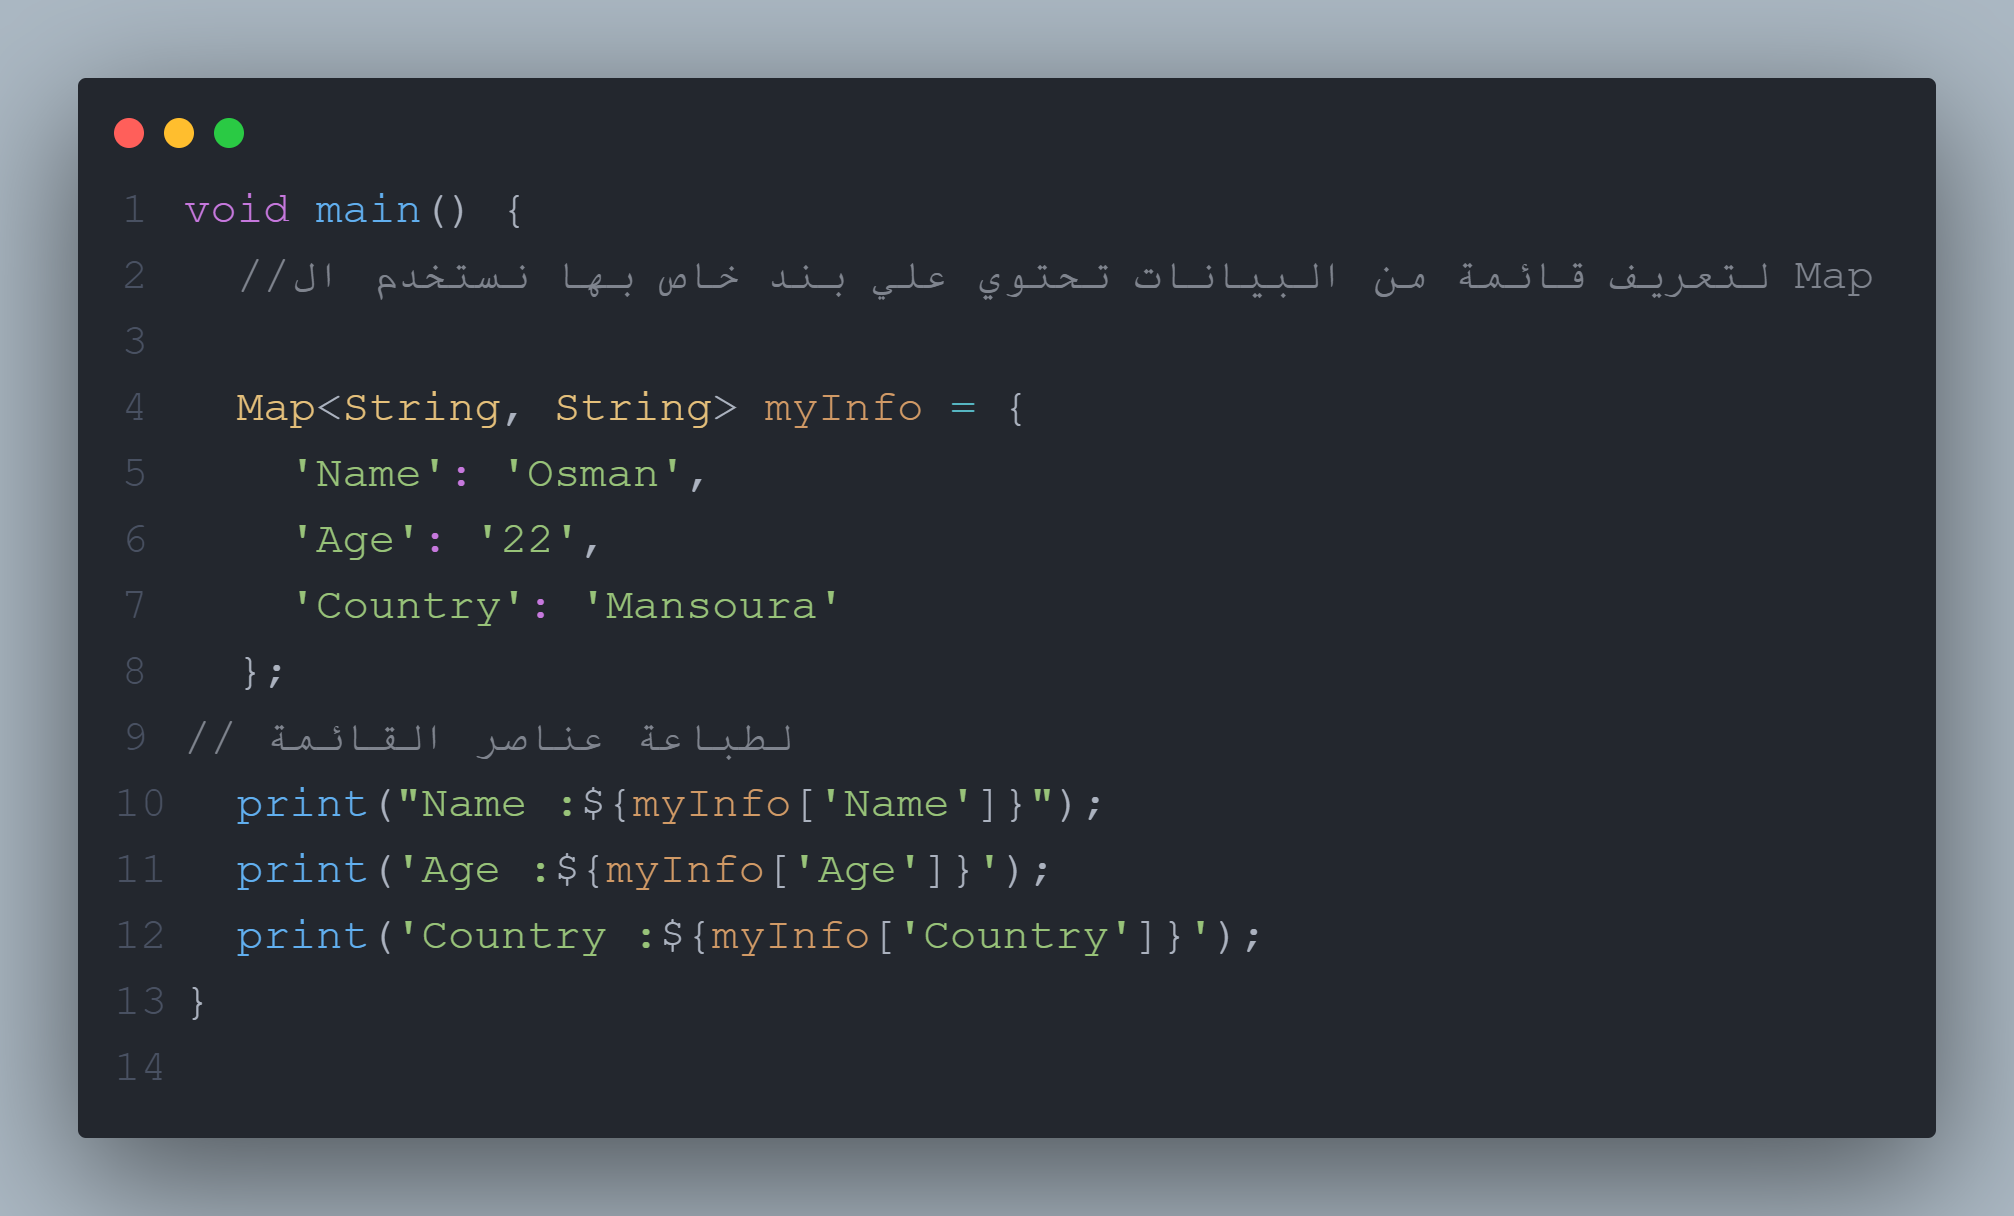 1 void main() {
2 //لتعريف قائمة من البيانات تحتوي علي بند خاص بها نستخدم ال Map
3
4 Map<String, String> myInfo = {
5 'Name': 'Osman',
6 'Age': '22',
7 'Country': 'Mansoura'
8 };
9 // لطباعة عناصر القائمة
10 print("Name :${myInfo['Name']}");
11 print('Age :${myInfo['Age']}');
12 print('Country :${myInfo['Country']}');
13 }
14